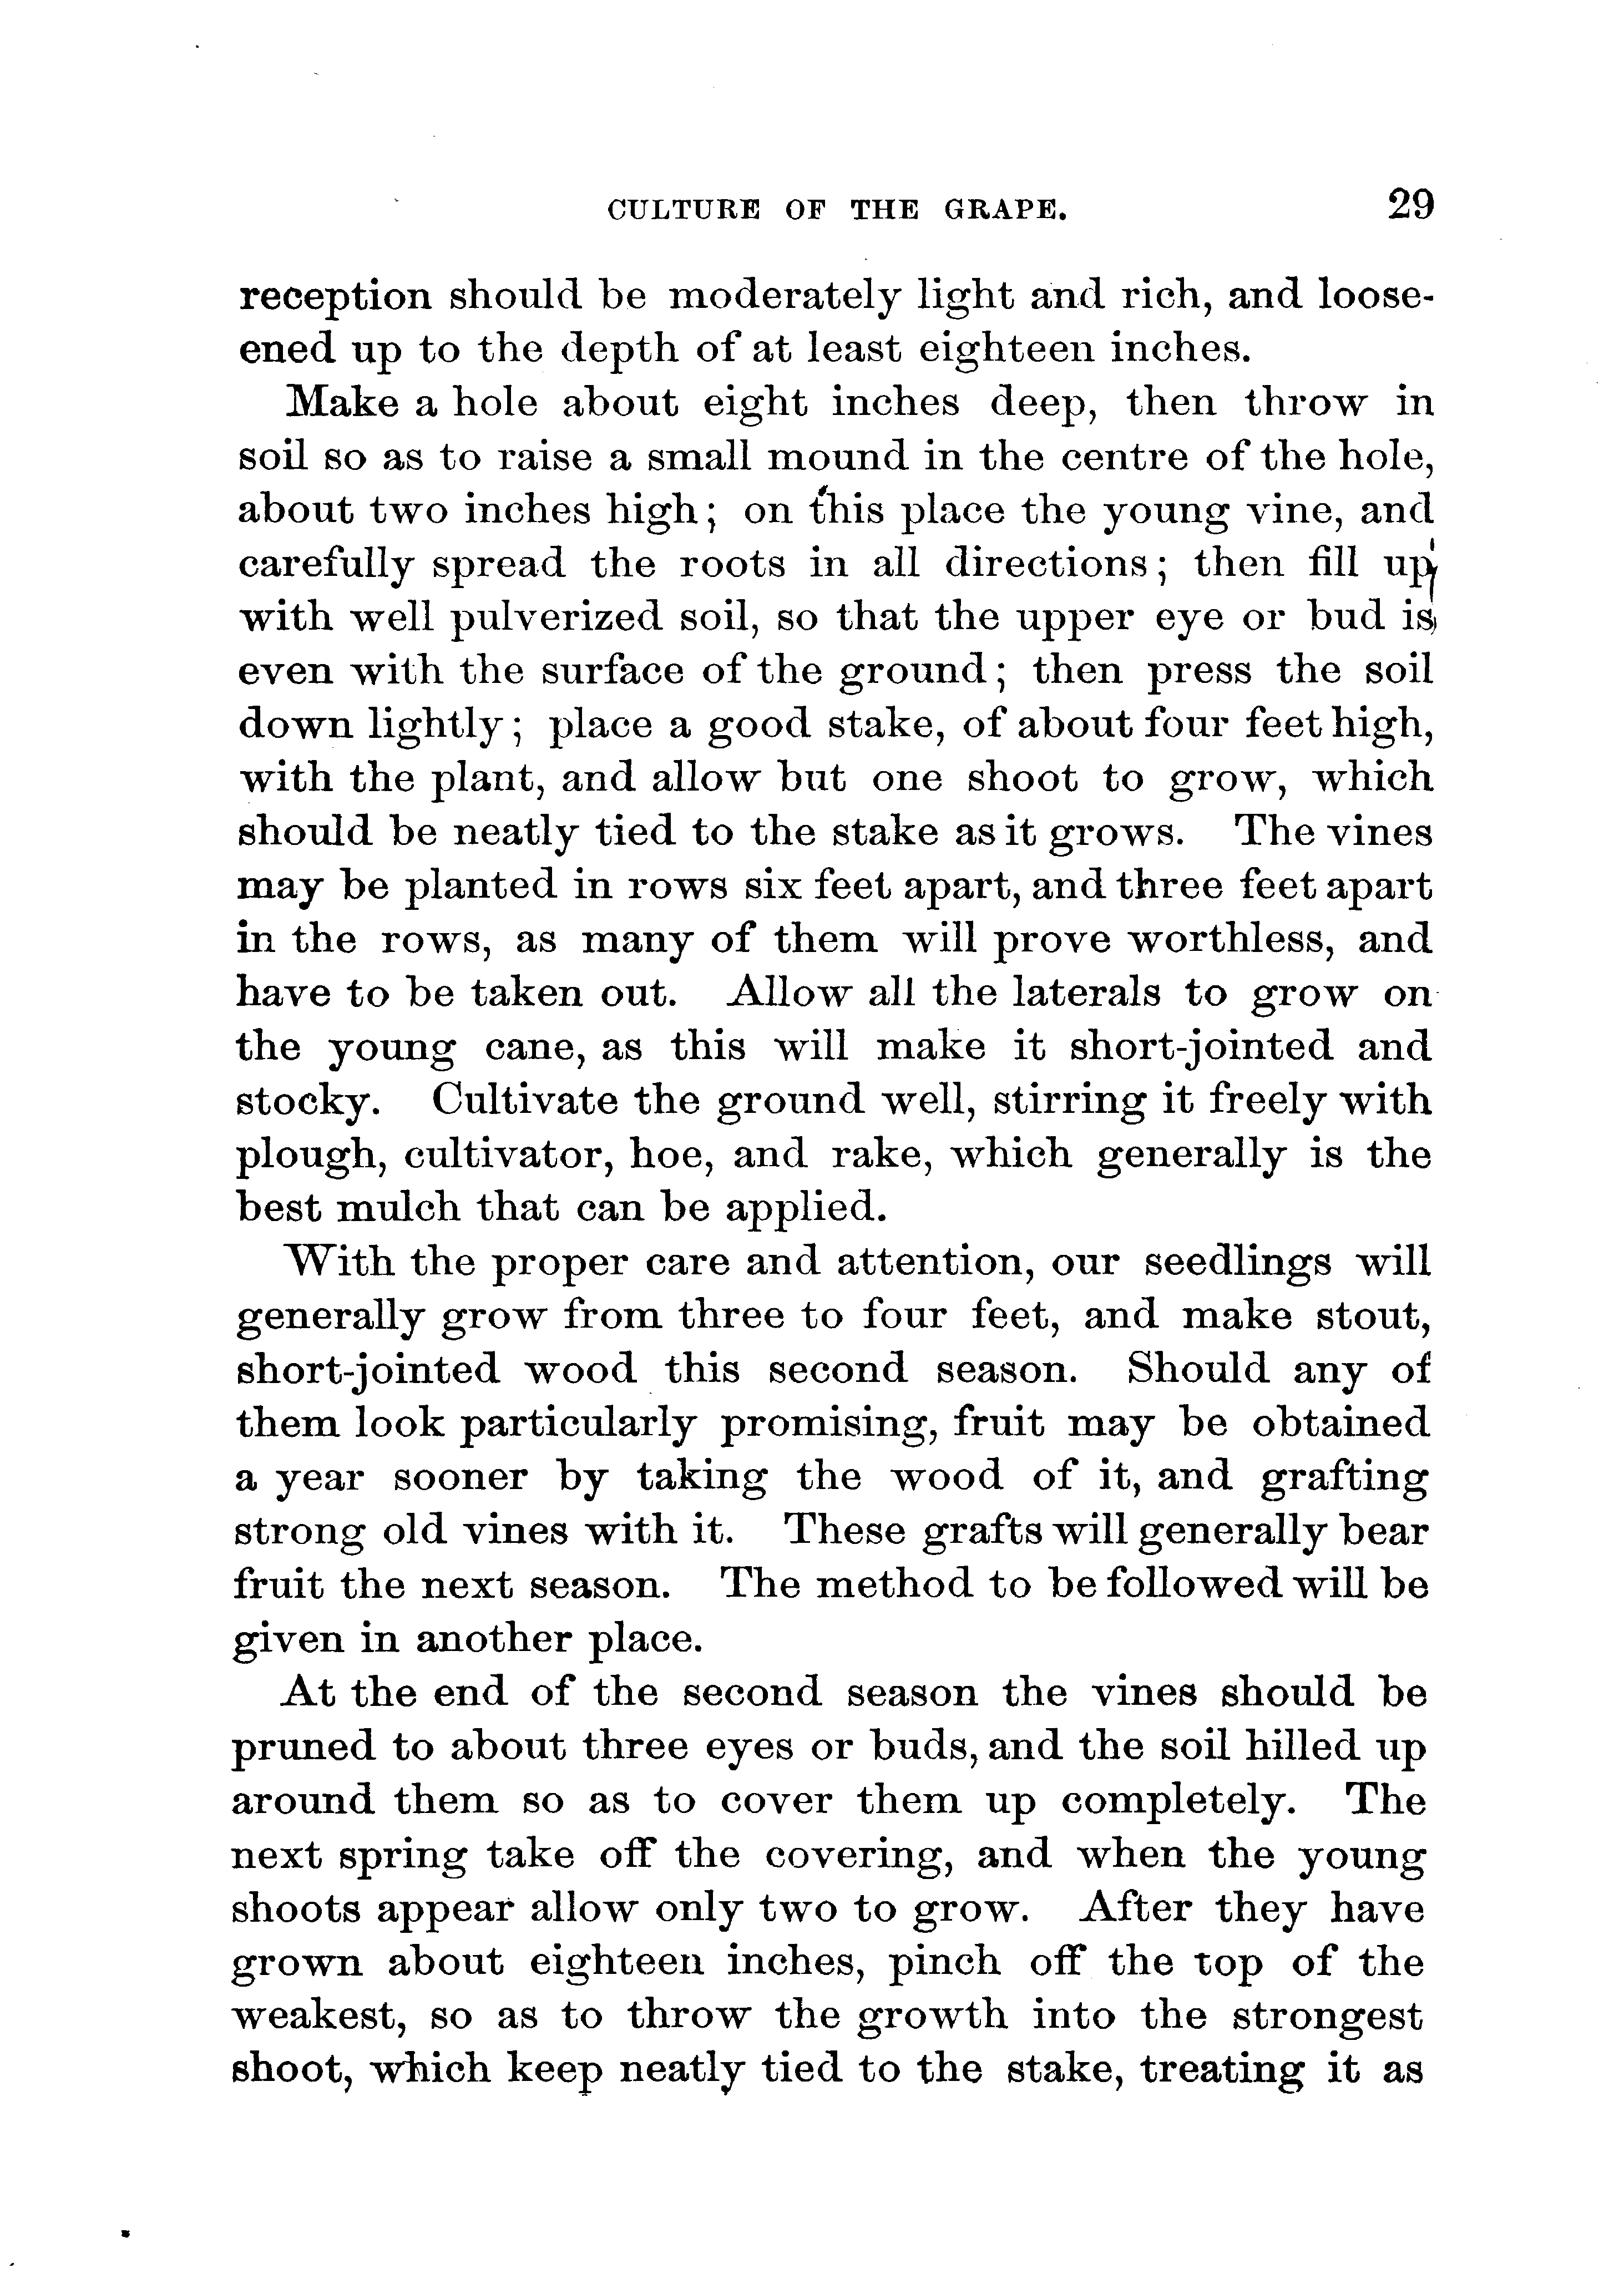 CULTURE OF THE GRAPE. 29
reception should be moderately light and rich, and loose-
ened up to the depth of at least eighteen inches.
Make a hole about eight inches deep, then throw in
soil so as to raise a small mound in the centre of the hole,
about two inches high; on this place the young vine, and
carefully spread the roots in all directions; then fill up
with well pulverized soil, so that the upper eye or bud is
even with the surface of the ground; then press the soil
down lightly; place a good stake, of about four feet high,
with the plant, and allow but one shoot to grow, which
should be neatly tied to the stake as it grows. The vines
may be planted in rows six feet apart, and three feet apart
in the rows, as many of them will prove worthless, and
have to be taken out. Allow all the laterals to grow on
the young cane, as this will make it short-jointed and
stocky. Cultivate the ground well, stirring it freely with
plough, cultivator, hoe, and rake, which generally is the
best mulch that can be applied.
With the proper care and attention, our seedlings will
generally grow from three to four feet, and make stout,
short-jointed wood this second season. Should any of
them look particularly promising, fruit may be obtained
a year sooner by taking the wood of it, and grafting
strong old vines with it. These grafts will generally bear
fruit the next season. The method to be followed will be
given in another place.
At the end of the second season the vines should be
pruned to about three eyes or buds, and the soil hilled up
around them so as to cover them up completely. The
next spring take off the covering, and when the young
shoots appear allow only two to grow. After they have
grown about eighteen inches, pinch off the top of the
weakest, so as to throw the growth into the strongest
shoot, which keep neatly tied to the stake, treating it as